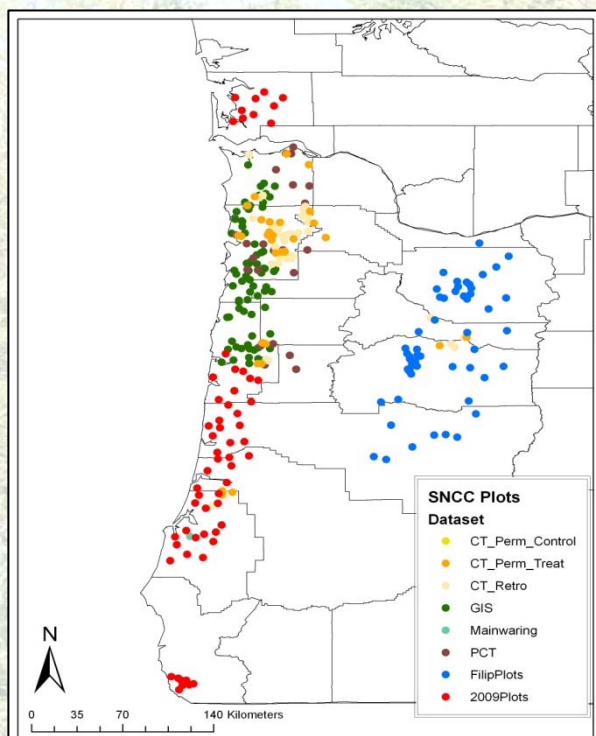 SNCC Plots
Dataset
CT_Perm_Control
CT_Perm_Treat
CT_Retro
GIS
Mainwaring
PCT
FilipPlots
2009Plots
N
0 35 70 140 Kilometers